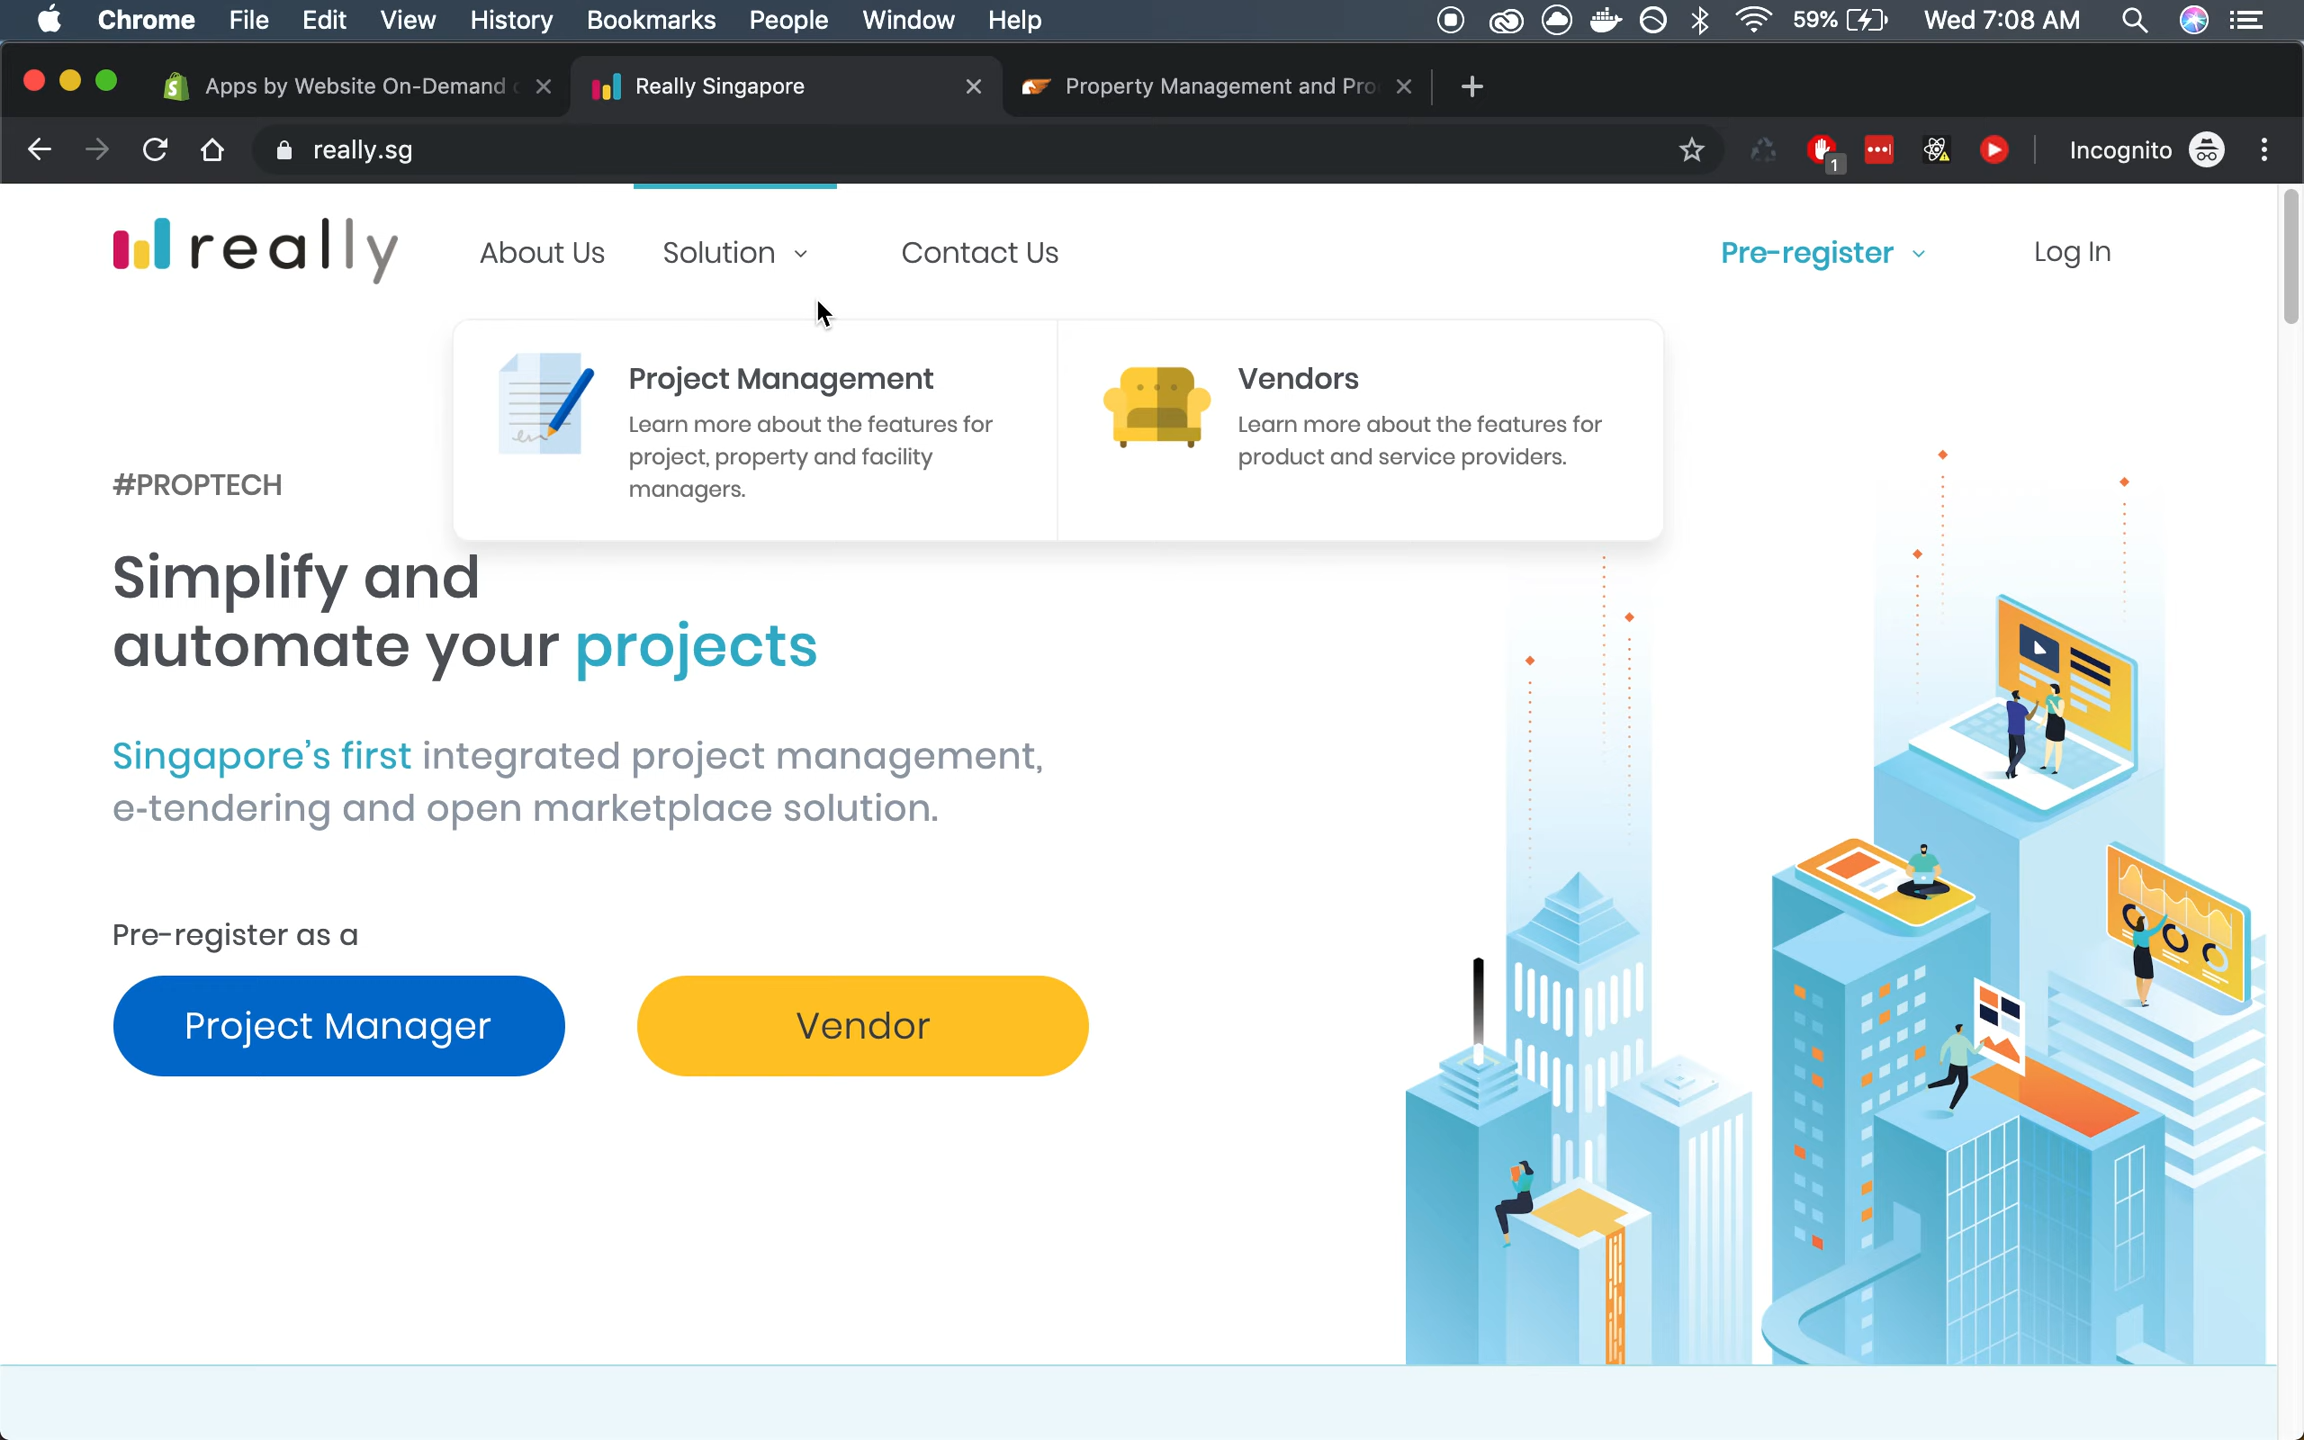 Chrome File Edit View History Bookmarks People Window Help 59% Wed 7:08 AM
Apps by Website On-Demand Really Singapore Property Management and Pro
really.sg 1 Incognito
really About Us Solution Contact Us Pre-register Log In
Project Management
Learn more about the features for
project, property and facility
managers.
Vendors
Learn more about the features for
product and service providers.
#PROPTECH
Simplify and
automate your projects
Singapore's first integrated project management,
e-tendering and open marketplace solution.
Pre-register as a
Project Manager Vendor